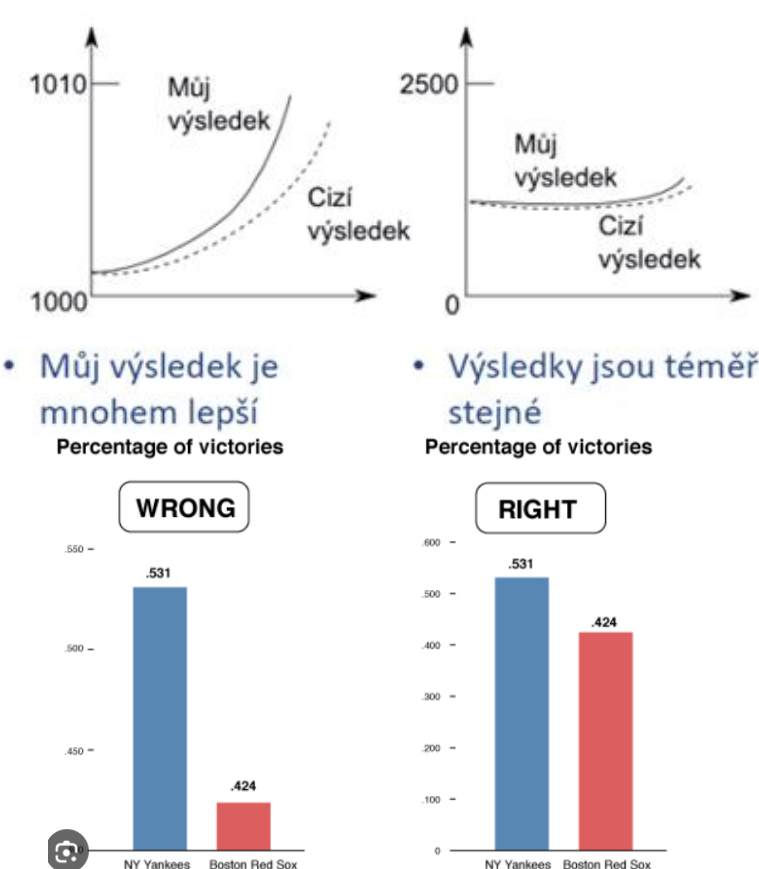 1010
Můj
výsledek
Cizí
výsledek
1000
2500
Můj
výsledek
Cizí
výsledek
0
• Můj výsledek je
mnohem lepší
• Výsledky jsou téměř
stejné
Percentage of victories
WRONG
.550
.531
.500
.450
.424
NY Yankees Boston Red Sox
Percentage of victories
RIGHT
.600
.531
.500
.424
.400
.300
.200
.100
0
NY Yankees Boston Red Sox